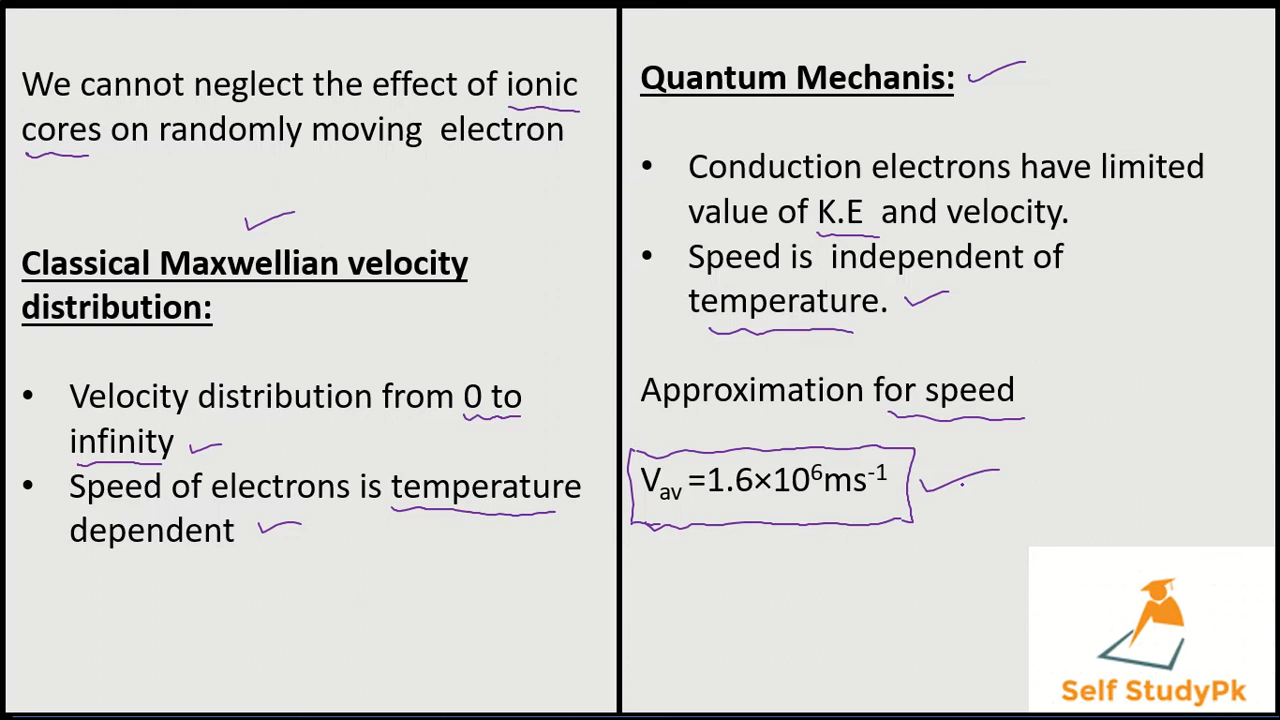 We cannot neglect the effect of ionic
cores on randomly moving electron
Classical Maxwellian velocity
distribution:
• Velocity distribution from 0 to
infinity
• Speed of electrons is temperature
dependent
Quantum Mechanis:
• Conduction electrons have limited
value of K.E and velocity.
• Speed is independent of
temperature.
Approximation for speed
Vav =1.6×10⁶ms⁻¹
Self StudyPk